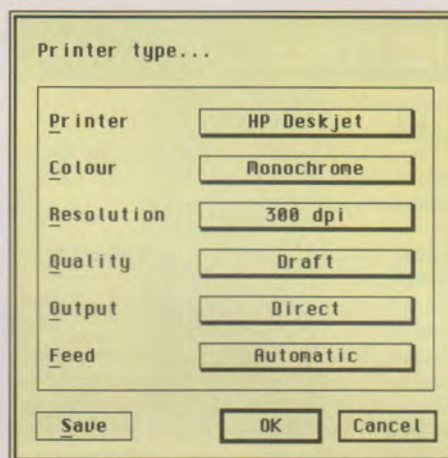 Printer type...
Printer HP Deskjet
Colour Monochrome
Resolution 300 dpi
Quality Draft
Output Direct
Feed Automatic
Save OK Cancel